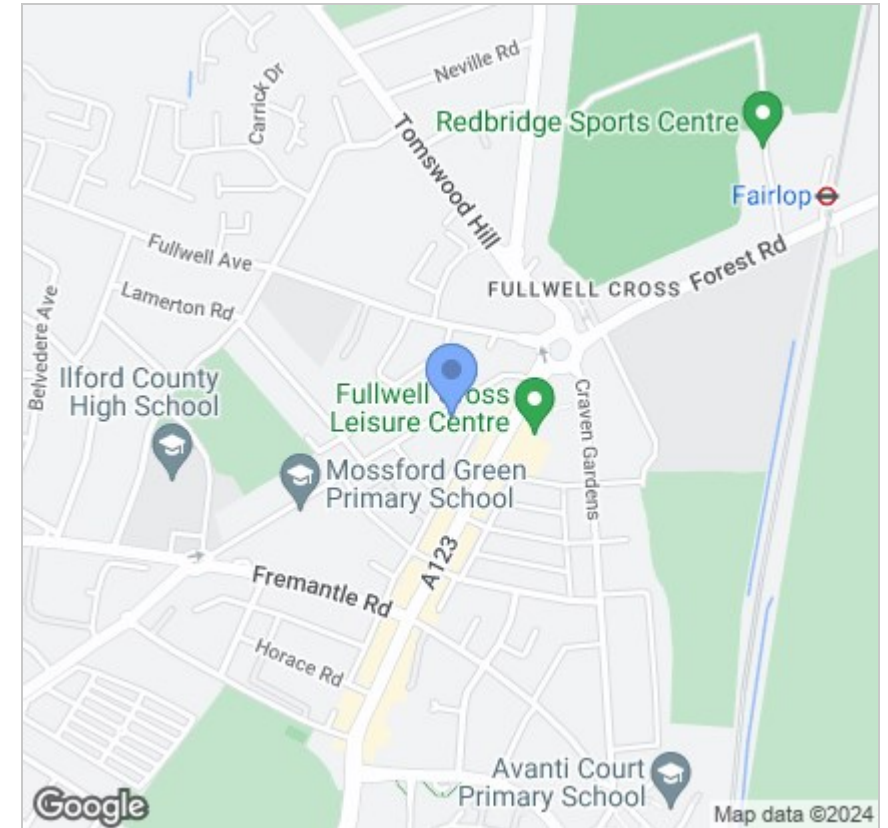 Neville Rd
Carrick Dr
Tomswood Hill
Redbridge Sports Centre
Fairlop
Fullwell Ave
Forest Rd
FULLWELL CROSS
Lamerton Rd
Belvedere Ave
Ilford County
High School
Fullwell Cross
Leisure Centre
Craven Gardens
Mossford Green
Primary School
A123
Fremantle Rd
Horace Rd
Avanti Court
Primary School
Google
Map data ©2024